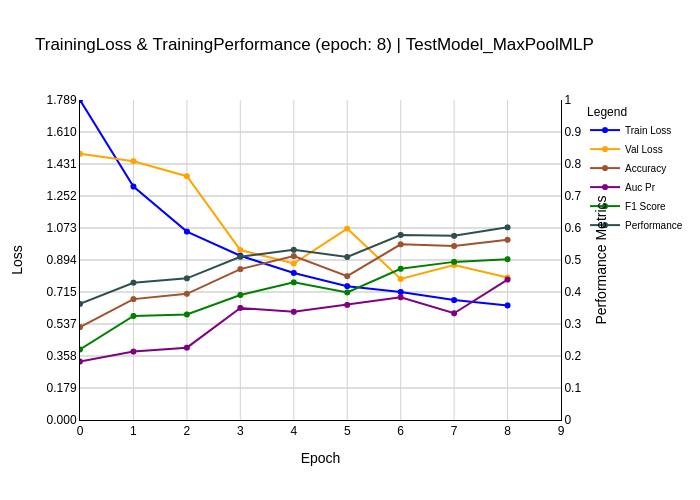 TrainingLoss & TrainingPerformance (epoch: 8) | TestModel_MaxPoolMLP
Legend
Train Loss
Val Loss
Accuracy
Auc Pr
F1 Score
Performance
Loss
1.789
1.610
1.431
1.252
1.073
0.894
0.715
0.537
0.358
0.179
0.000
1
0.9
0.8
0.7
0.6
0.5
0.4
0.3
0.2
0.1
0
Performance Metrics
0 1 2 3 4 5 6 7 8 9
Epoch